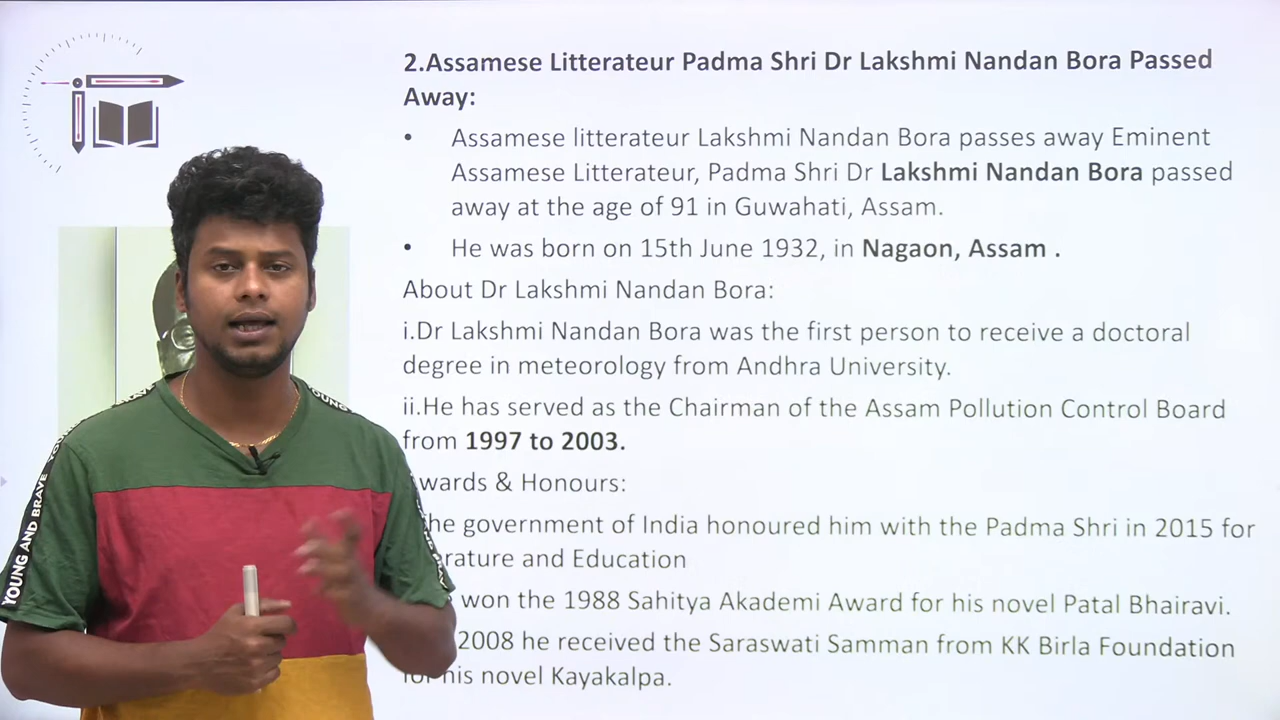 2.Assamese Litterateur Padma Shri Dr Lakshmi Nandan Bora Passed
Away:
• Assamese litterateur Lakshmi Nandan Bora passes away Eminent
Assamese Litterateur, Padma Shri Dr Lakshmi Nandan Bora passed
away at the age of 91 in Guwahati, Assam.
• He was born on 15th June 1932, in Nagaon, Assam .
About Dr Lakshmi Nandan Bora:
i.Dr Lakshmi Nandan Bora was the first person to receive a doctoral
degree in meteorology from Andhra University.
ii.He has served as the Chairman of the Assam Pollution Control Board
from 1997 to 2003.
wards & Honours:
he government of India honoured him with the Padma Shri in 2015 for
rature and Education
won the 1988 Sahitya Akademi Award for his novel Patal Bhairavi.
2008 he received the Saraswati Samman from KK Birla Foundation
for his novel Kayakalpa.
YOUNG AND BRAVE
YOUNG